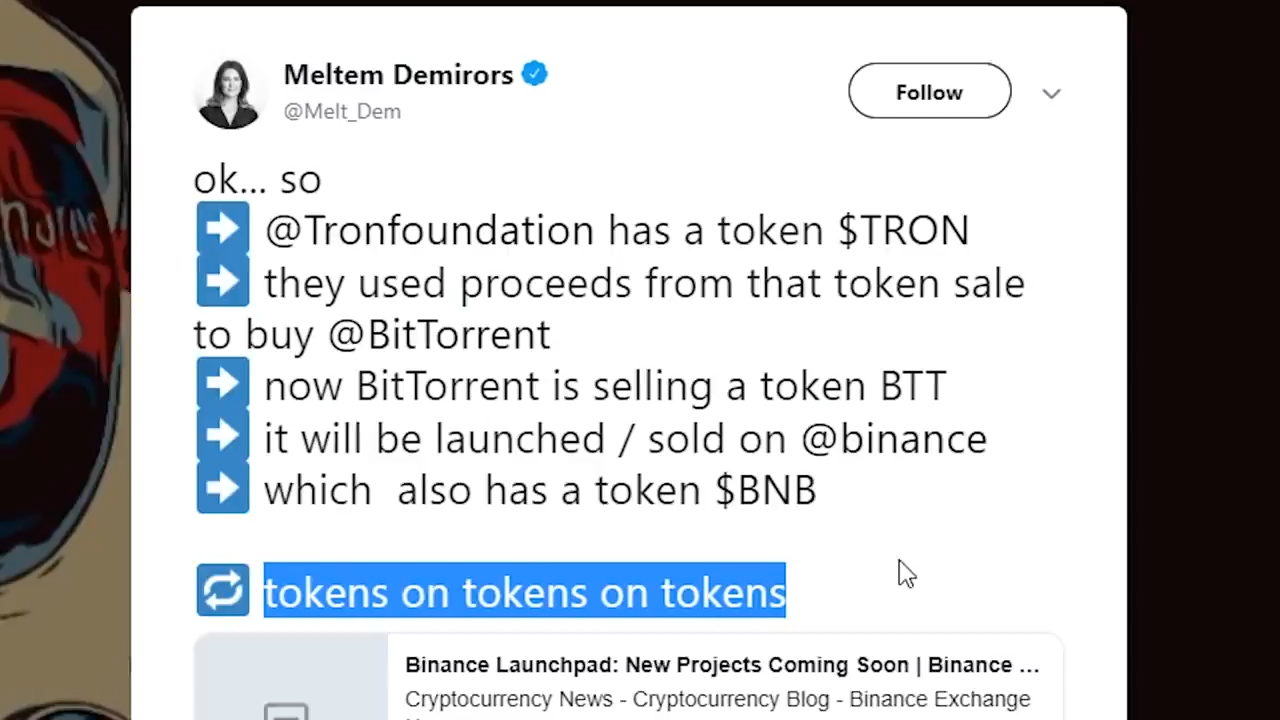 Meltem Demirors
@Melt_Dem
Follow
ok... so
➡ @Tronfoundation has a token $TRON
➡ they used proceeds from that token sale
to buy @BitTorrent
➡ now BitTorrent is selling a token BTT
➡ it will be launched / sold on @binance
➡ which  also has a token $BNB
🔁 tokens on tokens on tokens
Binance Launchpad: New Projects Coming Soon | Binance ...
Cryptocurrency News - Cryptocurrency Blog - Binance Exchange